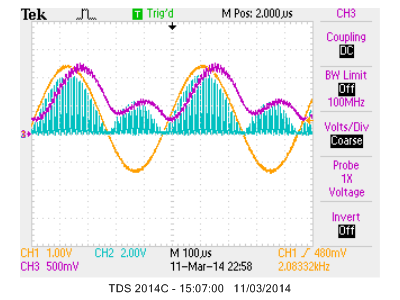 Tek Trig'd M Pos: 2.000µs CH3
Coupling
DC
BW Limit
Off
100MHz
Volts/Div
Coarse
Probe
1X
Voltage
Invert
Off
3
CH1 1.00V CH2 2.00V M 100µs CH1 480mV
CH3 500mV 11-Mar-14 22:58 2.08332kHz
TDS 2014C - 15:07:00 11/03/2014